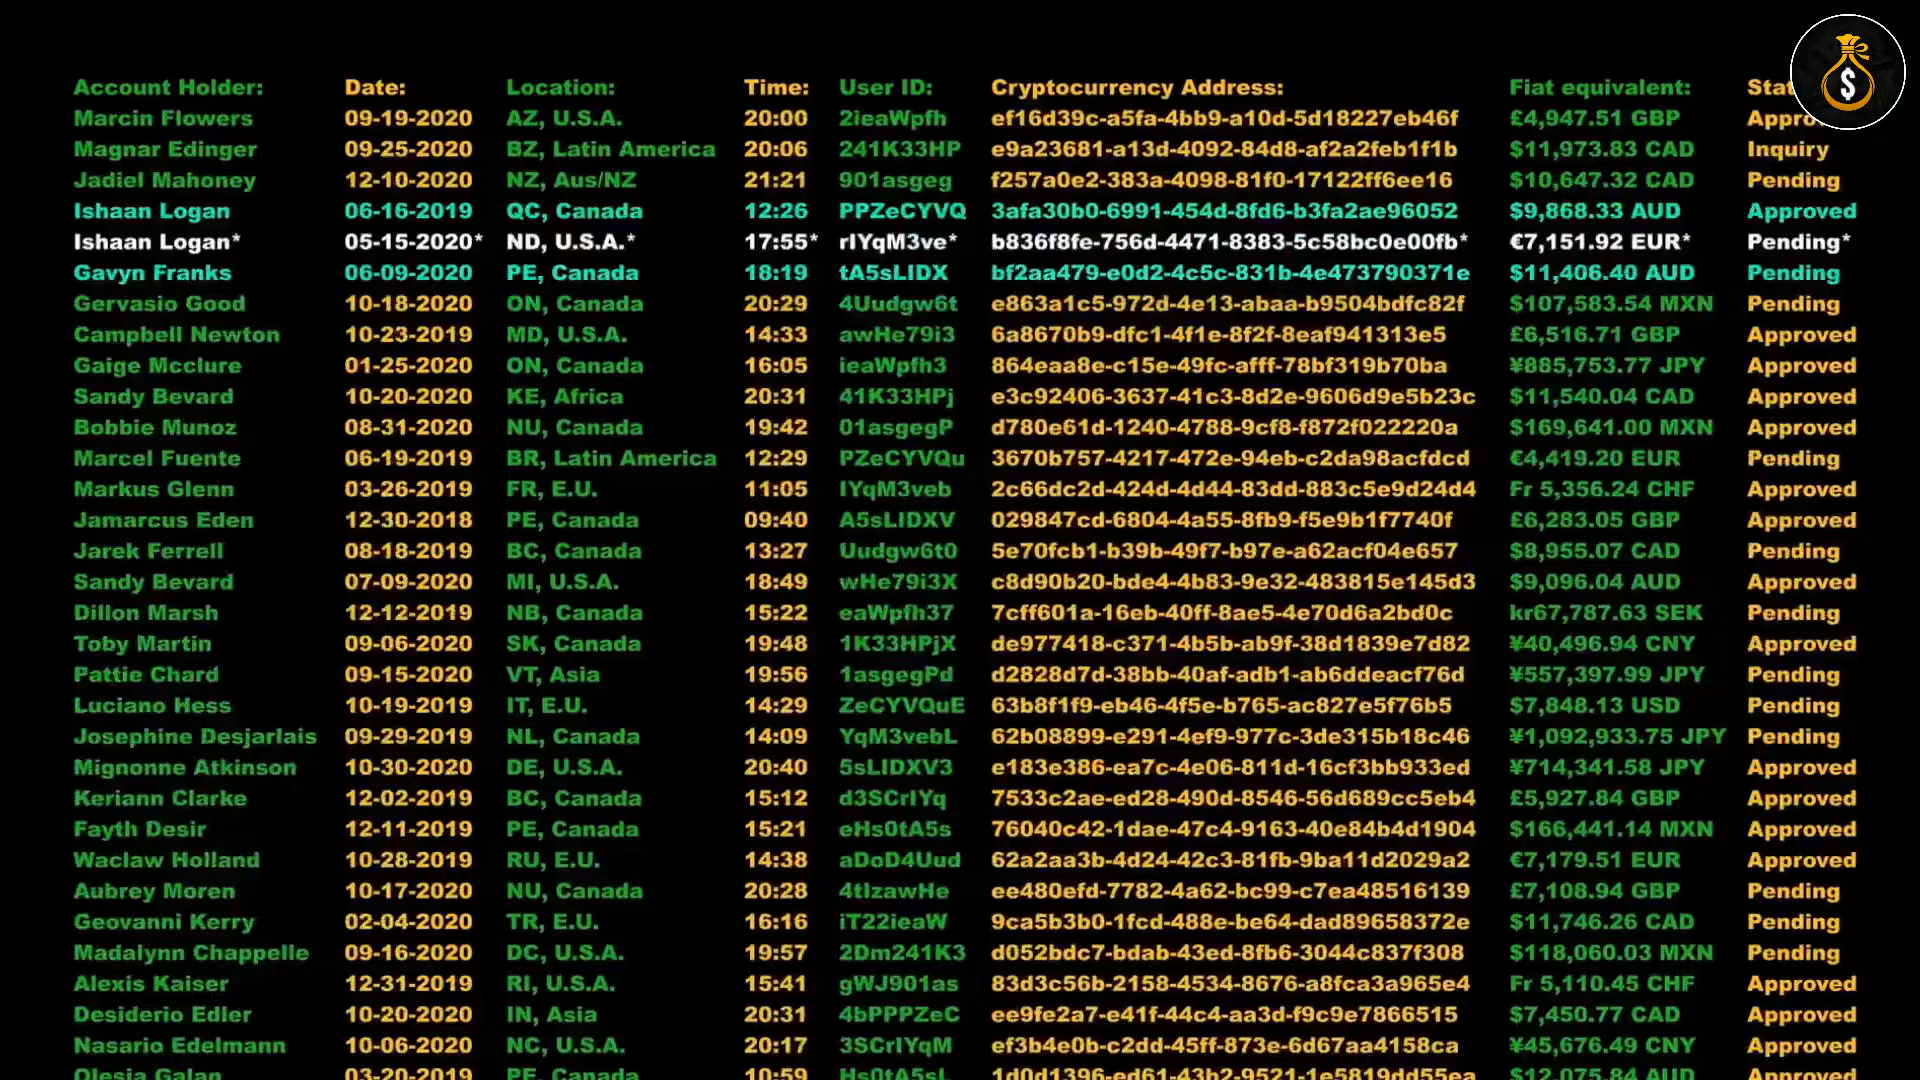 Account Holder: Date: Location: Time: User ID: Cryptocurrency Address: Fiat equivalent:
Marcin Flowers 09-19-2020 AZ, U.S.A. 20:00 2ieaWpfh ef16d39c-a5fa-4bb9-a10d-5d18227eb46f £4,947.51 GBP
Magnar Edinger 09-25-2020 BZ, Latin America 20:06 241K33HP e9a23681-a13d-4092-84d8-af2a2feb1f1b $11,973.83 CAD Inquiry
Jadiel Mahoney 12-10-2020 NZ, Aus/NZ 21:21 901asgeg f257a0e2-383a-4098-81f0-17122ff6ee16 $10,647.32 CAD Pending
Ishaan Logan 06-16-2019 QC, Canada 12:26 PPZeCYVQ 3afa30b0-6991-454d-8fd6-b3fa2ae96052 $9,868.33 AUD Approved
Ishaan Logan* 05-15-2020* ND, U.S.A.* 17:55* rIYqM3ve* b836f8fe-756d-4471-8383-5c58bc0e00fb* €7,151.92 EUR* Pending*
Gavyn Franks 06-09-2020 PE, Canada 18:19 tA5sLIDX bf2aa479-e0d2-4c5c-831b-4e473790371e $11,406.40 AUD Pending
Gervasio Good 10-18-2020 ON, Canada 20:29 4Uudgw6t e863a1c5-972d-4e13-abaa-b9504bdfc82f $107,583.54 MXN Pending
Campbell Newton 10-23-2019 MD, U.S.A. 14:33 awHe79i3 6a8670b9-dfc1-4f1e-8f2f-8eaf941313e5 £6,516.71 GBP Approved
Gaige Mcclure 01-25-2020 ON, Canada 16:05 ieaWpfh3 864eaa8e-c15e-49fc-afff-78bf319b70ba ¥885,753.77 JPY Approved
Sandy Bevard 10-20-2020 KE, Africa 20:31 41K33HPj e3c92406-3637-41c3-8d2e-9606d9e5b23c $11,540.04 CAD Approved
Bobbie Munoz 08-31-2020 NU, Canada 19:42 01asgegP d780e61d-1240-4788-9cf8-f872f022220a $169,641.00 MXN Approved
Marcel Fuente 06-19-2019 BR, Latin America 12:29 PZeCYVQu 3670b757-4217-472e-94eb-c2da98acfdcd €4,419.20 EUR Pending
Markus Glenn 03-26-2019 FR, E.U. 11:05 IYqM3veb 2c66dc2d-424d-4d44-83dd-883c5e9d24d4 Fr 5,356.24 CHF Approved
Jamarcus Eden 12-30-2018 PE, Canada 09:40 A5sLIDXV 029847cd-6804-4a55-8fb9-f5e9b1f7740f £6,283.05 GBP Approved
Jarek Ferrell 08-18-2019 BC, Canada 13:27 Uudgw6t0 5e70fcb1-b39b-49f7-b97e-a62acf04e657 $8,955.07 CAD Pending
Sandy Bevard 07-09-2020 MI, U.S.A. 18:49 wHe79i3X c8d90b20-bde4-4b83-9e32-483815e145d3 $9,096.04 AUD Approved
Dillon Marsh 12-12-2019 NB, Canada 15:22 eaWpfh37 7cff601a-16eb-40ff-8ae5-4e70d6a2bd0c kr67,787.63 SEK Pending
Toby Martin 09-06-2020 SK, Canada 19:48 1K33HPjX de977418-c371-4b5b-ab9f-38d1839e7d82 ¥40,496.94 CNY Approved
Pattie Chard 09-15-2020 VT, Asia 19:56 1asgegPd d2828d7d-38bb-40af-adb1-ab6ddeacf76d ¥557,397.99 JPY Pending
Luciano Hess 10-19-2019 IT, E.U. 14:29 ZeCYVQuE 63b8f1f9-eb46-4f5e-b765-ac827e5f76b5 $7,848.13 USD Pending
Josephine Desjarlais 09-29-2019 NL, Canada 14:09 YqM3vebL 62b08899-e291-4ef9-977c-3de315b18c46 ¥1,092,933.75 JPY Pending
Mignonne Atkinson 10-30-2020 DE, U.S.A. 20:40 5sLIDXV3 e183e386-ea7c-4e06-811d-16cf3bb933ed ¥714,341.58 JPY Approved
Keriann Clarke 12-02-2019 BC, Canada 15:12 d3SCrIYq 7533c2ae-ed28-490d-8546-56d689cc5eb4 £5,927.84 GBP Approved
Fayth Desir 12-11-2019 PE, Canada 15:21 eHs0tA5s 76040c42-1dae-47c4-9163-40e84b4d1904 $166,441.14 MXN Approved
Waclaw Holland 10-28-2019 RU, E.U. 14:38 aDoD4Uud 62a2aa3b-4d24-42c3-81fb-9ba11d2029a2 €7,179.51 EUR Approved
Aubrey Moren 10-17-2020 NU, Canada 20:28 4tIzawHe ee480efd-7782-4a62-bc99-c7ea48516139 £7,108.94 GBP Pending
Geovanni Kerry 02-04-2020 TR, E.U. 16:16 iT22ieaW 9ca5b3b0-1fcd-488e-be64-dad89658372e $11,746.26 CAD Pending
Madalynn Chappelle 09-16-2020 DC, U.S.A. 19:57 2Dm241K3 d052bdc7-bdab-43ed-8fb6-3044c837f308 $118,060.03 MXN Pending
Alexis Kaiser 12-31-2019 RI, U.S.A. 15:41 gWJ901as 83d3c56b-2158-4534-8676-a8fca3a965e4 Fr 5,110.45 CHF Approved
Desiderio Edler 10-20-2020 IN, Asia 20:31 4bPPPZeC ee9fe2a7-e41f-44c4-aa3d-f9c9e7866515 $7,450.77 CAD Approved
Nasario Edelmann 10-06-2020 NC, U.S.A. 20:17 3SCrIYqM ef3b4e0b-c2dd-45ff-873e-6d67aa4158ca ¥45,676.49 CNY Approved
Olesia Galan 03-20-2020 PE, Canada 10:59 Hs0tA5sL 1d0d1396-ed61-43b2-9521-1e5819dd55ea $12,075.84 AUD Approved